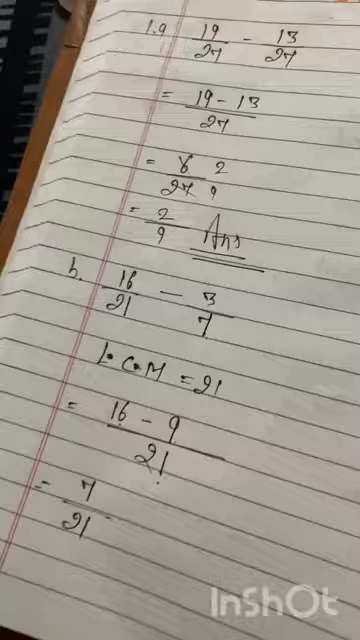 1.a 19/27 - 13/27
= 19 - 13/27
= 6 2/27 9
= 2/9 Ans
b. 16/21 - 3/7
L.C.M = 21
= 16 - 9/21
= 7/21
InShOt